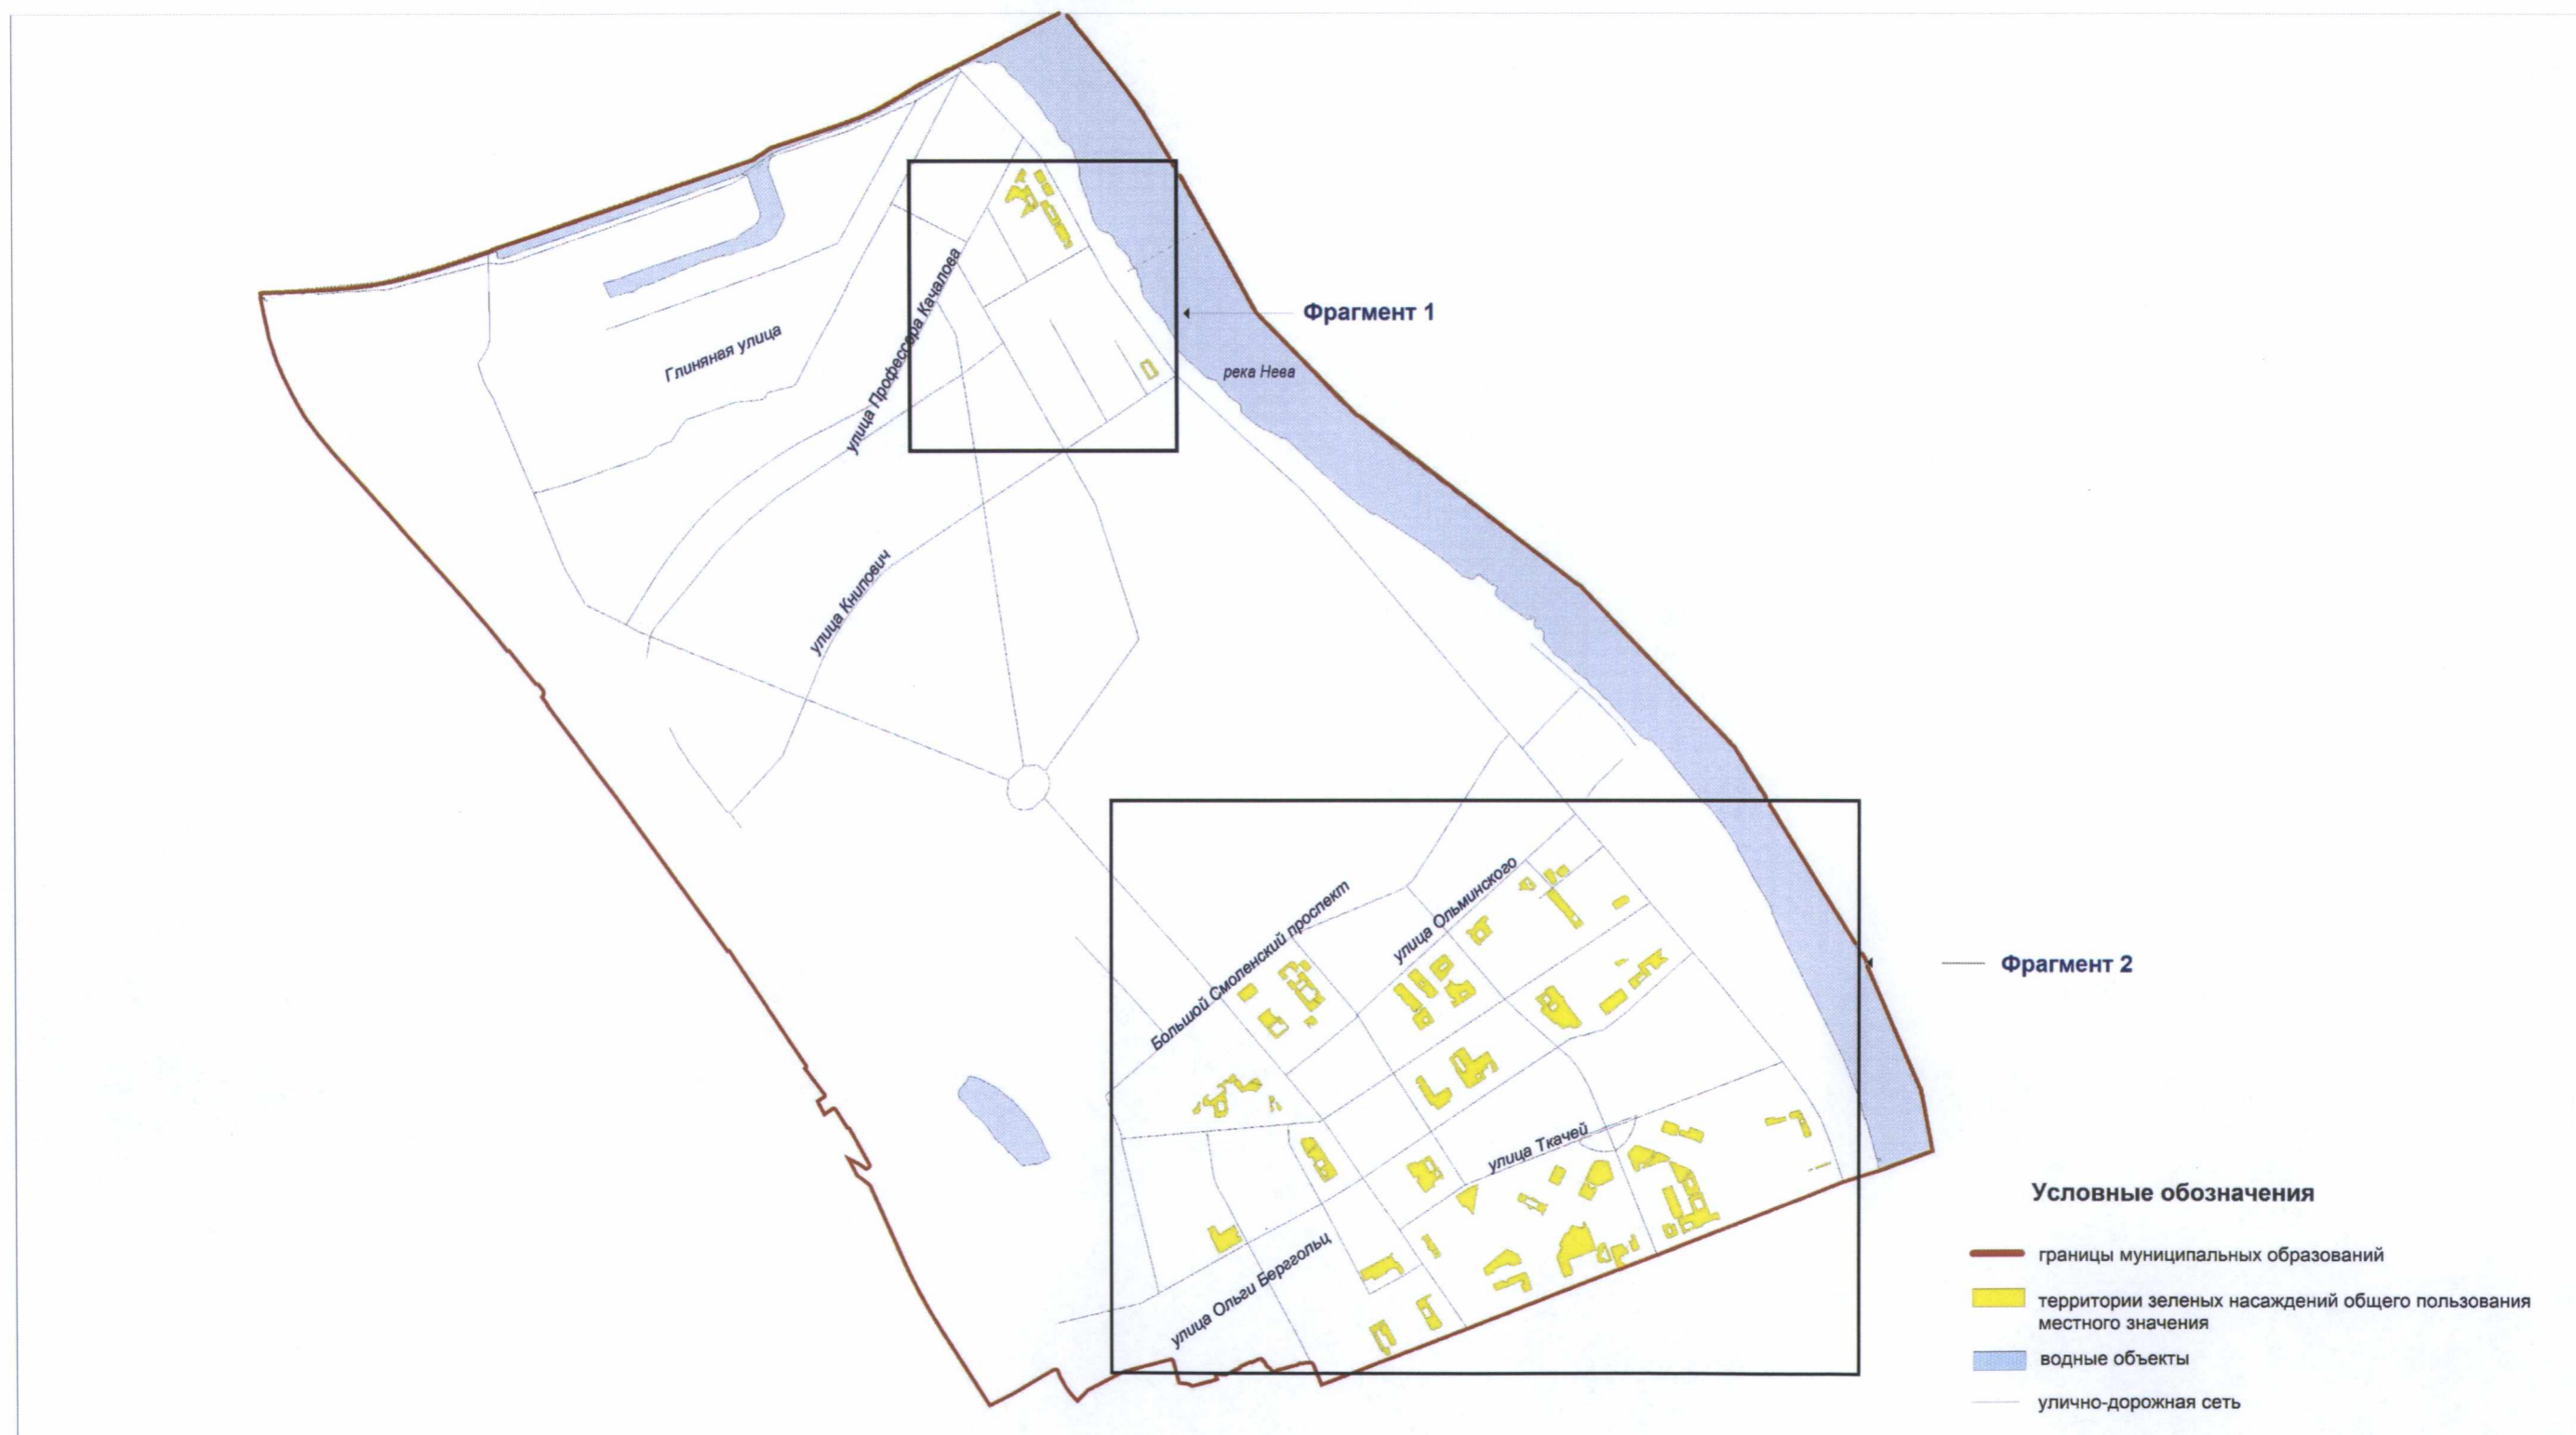 Фрагмент 1
улица Профессора Качалова
Глиняная улица
река Нева
улица Книпович
Большой Смоленский проспект
улица Ольминского
Фрагмент 2
улица Ткачей
улица Ольги Берггольц
Условные обозначения
границы муниципальных образований
территории зеленых насаждений общего пользования
местного значения
водные объекты
улично-дорожная сеть